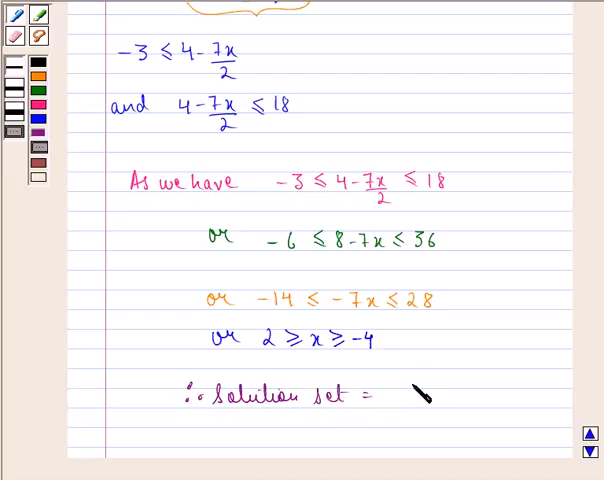 -3 ≤ 4 - 7x/2
and 4 - 7x/2 ≤ 18
As we have -3 ≤ 4 - 7x/2 ≤ 18
or -6 ≤ 8 - 7x ≤ 36
or -14 ≤ -7x ≤ 28
or 2 ≥ x ≥ -4
∴ Solution set =